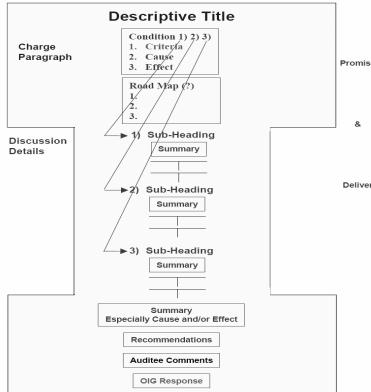 Descriptive Title
Charge
Paragraph
Condition 1) 2) 3)
1. Criteria
2. Cause
3. Effect
Road Map (?)
1.
2.
3.
&
Discussion
Details
1) Sub-Heading
Summary
2) Sub-Heading
Summary
3) Sub-Heading
Summary
Summary
Especially Cause and/or Effect
Recommendations
Auditee Comments
OIG Response
Promis
Deliver